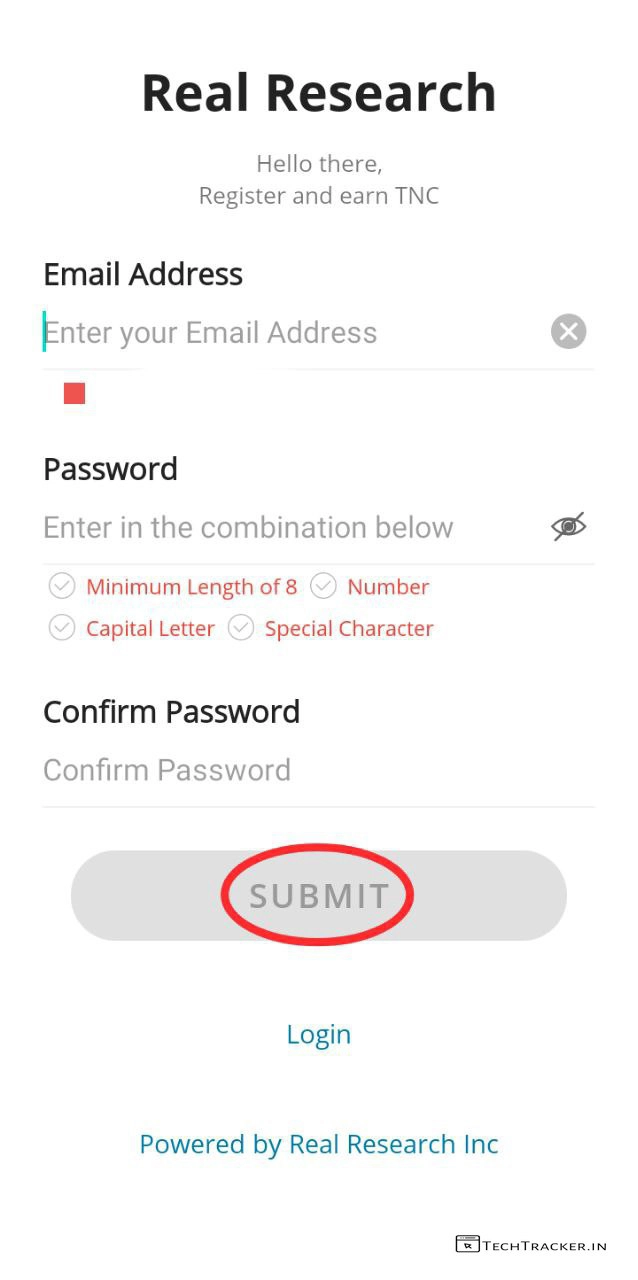 Real Research
Hello there,
Register and earn TNC
Email Address
Enter your Email Address
Password
Enter in the combination below
Minimum Length of 8 Number
Capital Letter Special Character
Confirm Password
Confirm Password
SUBMIT
Login
Powered by Real Research Inc
TECHTRACKER.IN